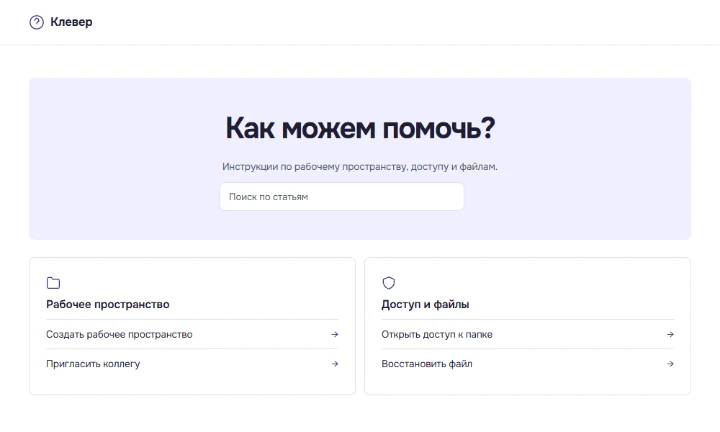 Клевер
Как можем помочь?
Инструкции по рабочему пространству, доступу и файлам.
Поиск по статьям
Рабочее пространство
Создать рабочее пространство
Пригласить коллегу
Доступ и файлы
Открыть доступ к папке
Восстановить файл